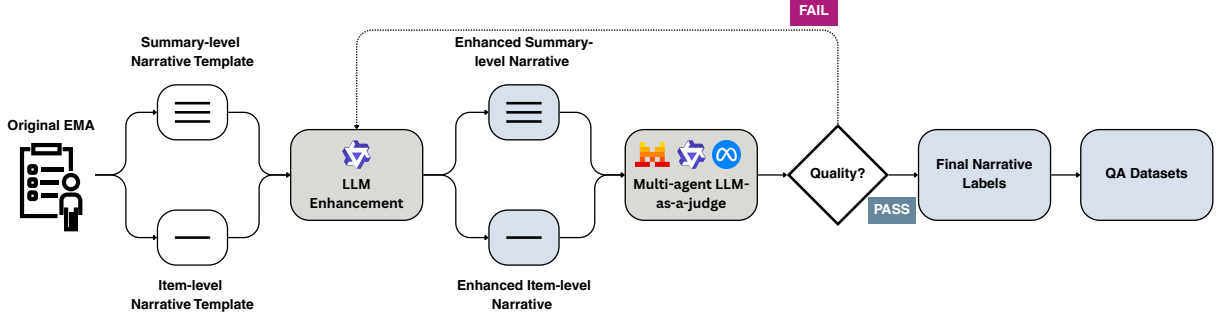 FAIL
Summary-level
Narrative Template
Enhanced Summary-
level Narrative
Original EMA
LLM
Enhancement
Multi-agent LLM-
as-a-judge
Quality?
PASS
Final Narrative
Labels
QA Datasets
Item-level
Narrative Template
Enhanced Item-level
Narrative